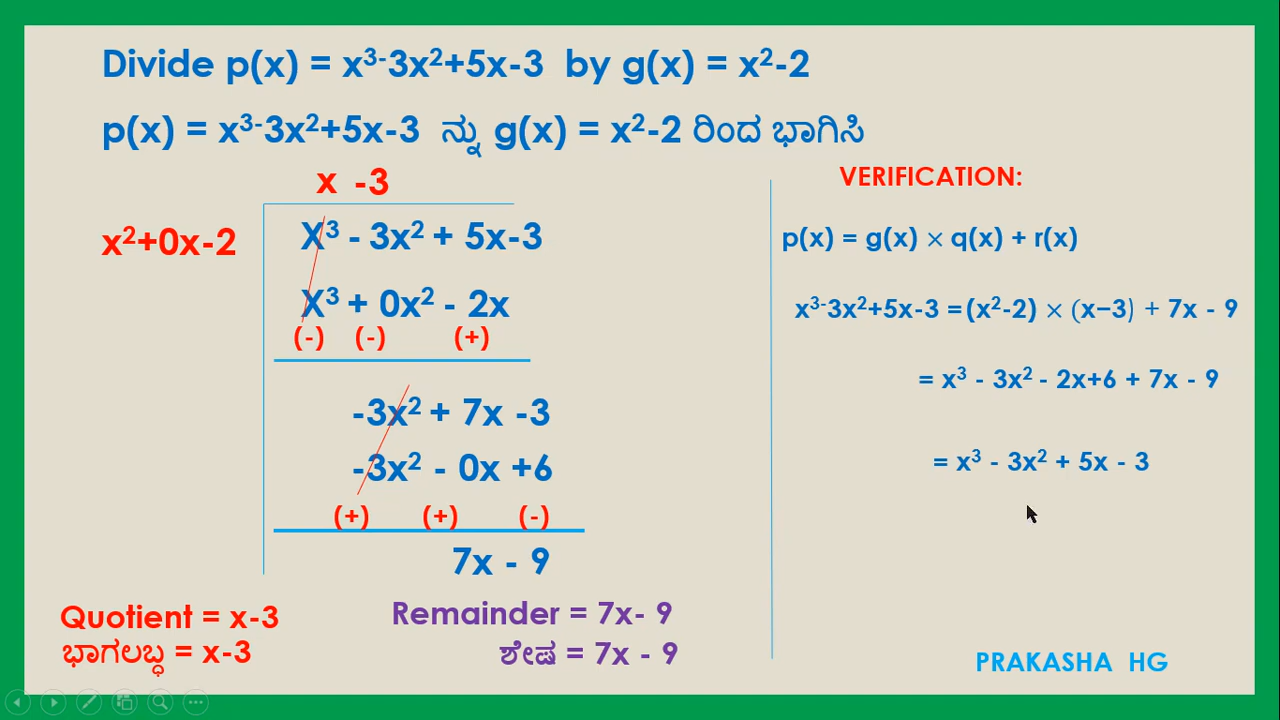 Divide p(x) = x³⁻3x²+5x-3 by g(x) = x²-2
p(x) = x³⁻3x²+5x-3 ನ್ನು g(x) = x²-2 ರಿಂದ ಭಾಗಿಸಿ
x -3
x²+0x-2
X³ - 3x² + 5x-3
X³ + 0x² - 2x
(-) (-) (+)
-3x² + 7x -3
-3x² - 0x +6
(+) (+) (-)
7x - 9
Quotient = x-3
ಭಾಗಲಬ್ಧ = x-3
Remainder = 7x- 9
ಶೇಷ = 7x - 9
VERIFICATION:
p(x) = g(x) × q(x) + r(x)
x³⁻3x²+5x-3 = (x²-2) × (x−3) + 7x - 9
= x³ - 3x² - 2x+6 + 7x - 9
= x³ - 3x² + 5x - 3
PRAKASHA HG